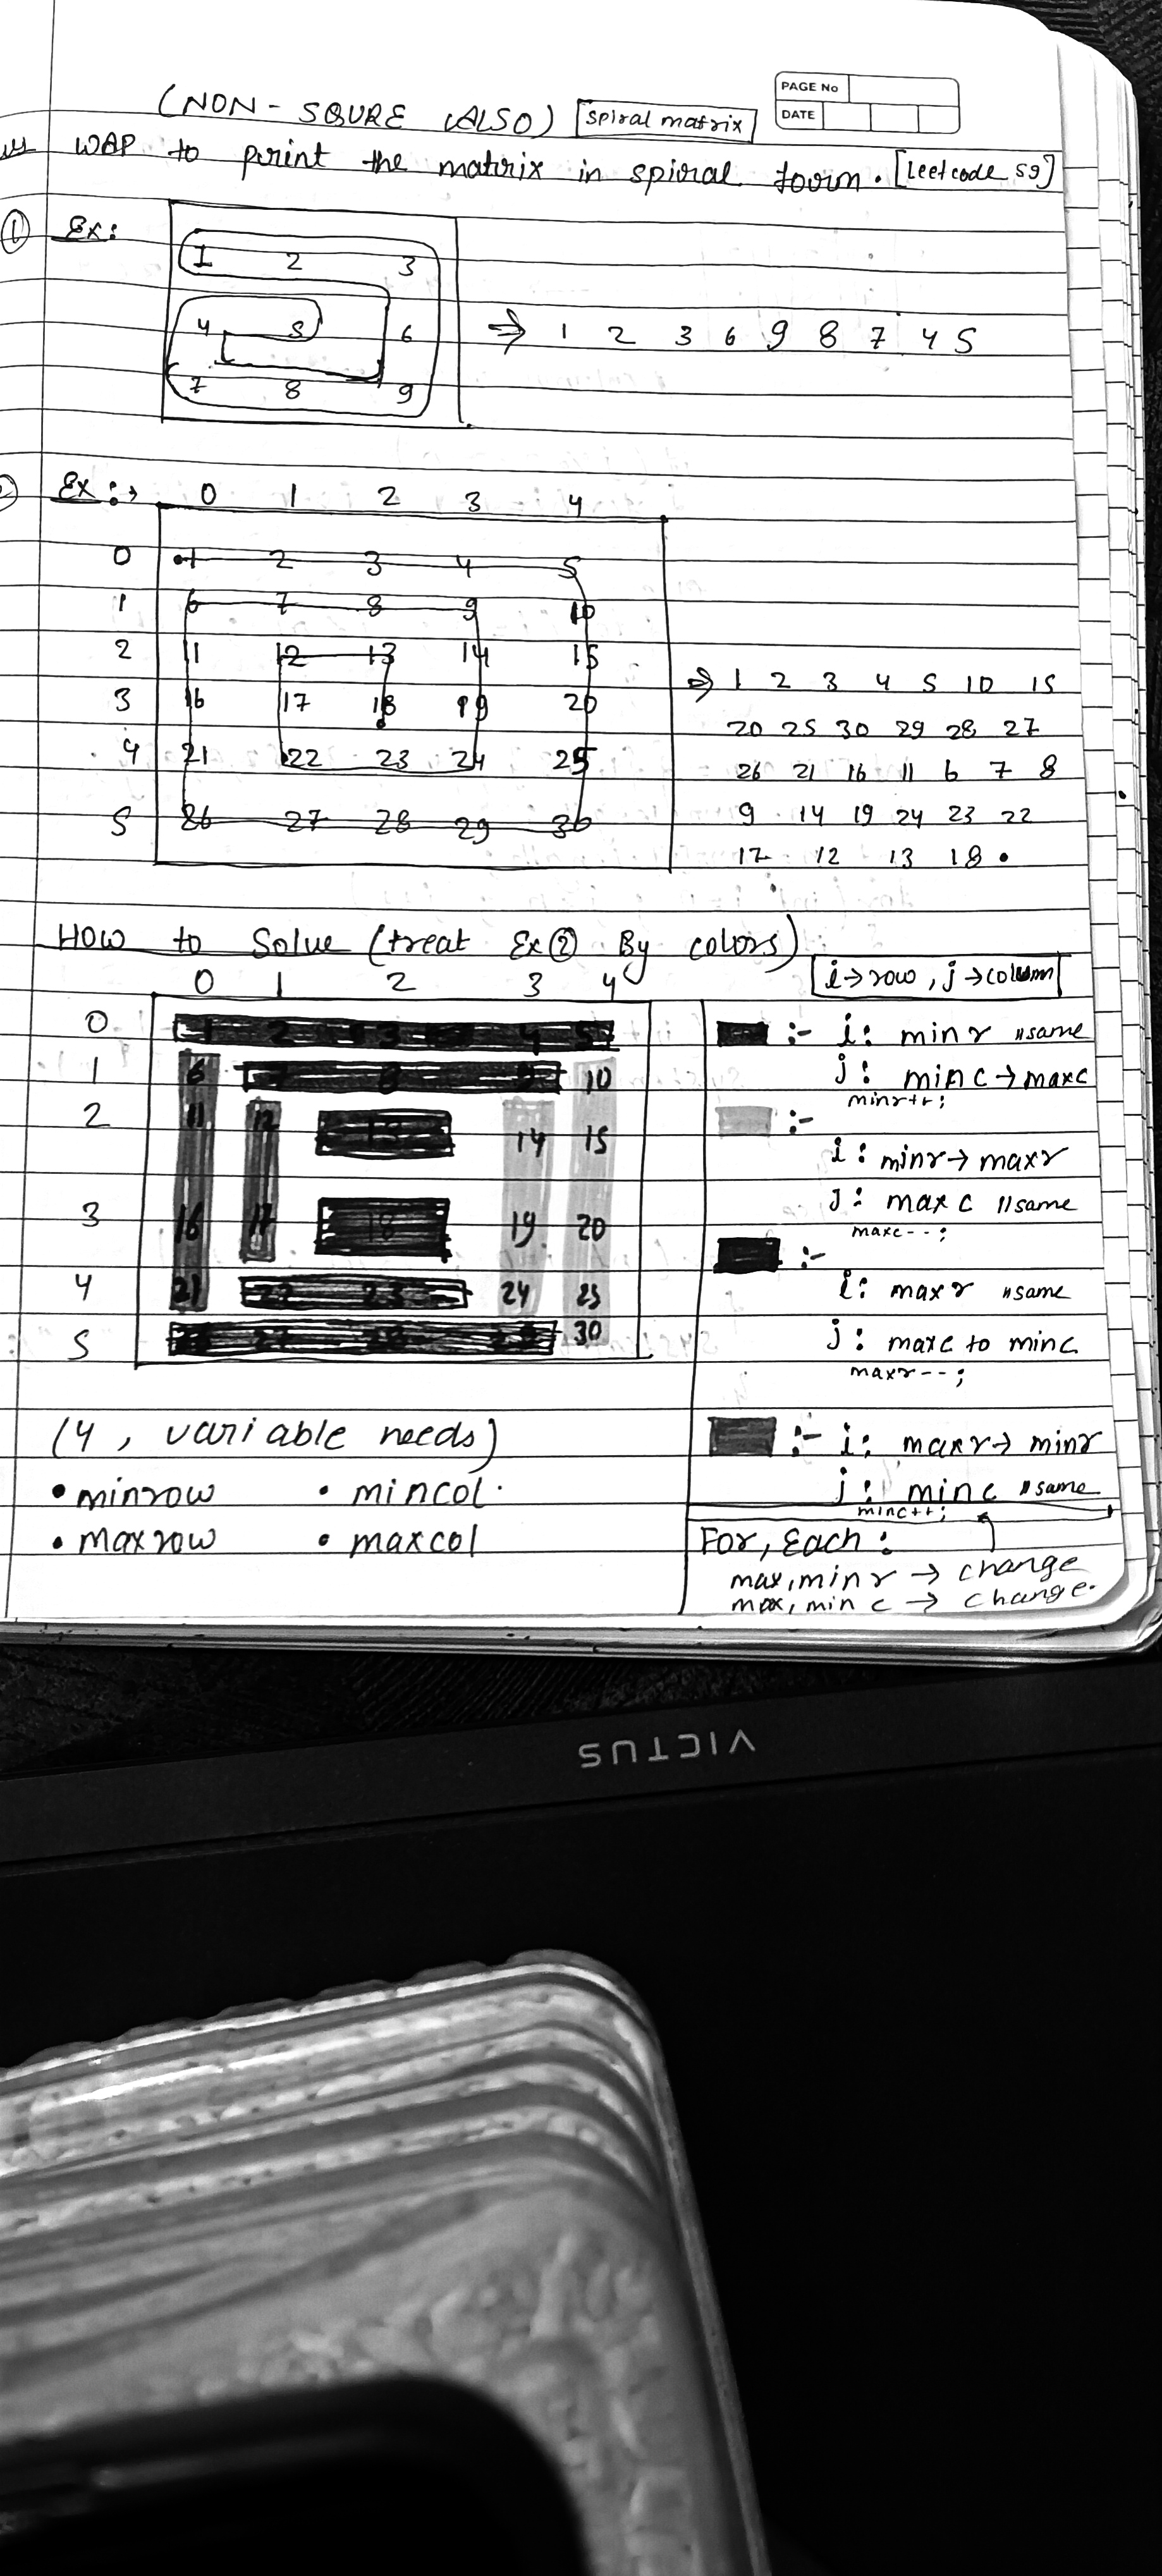 PAGE No
DATE
(NON-SQURE (ALSO) [spiral matrix]
WAP to print the matrix in spiral form. [leetcode 59]
① Ex:
1 2 3
4 5 6 ⇒ 1 2 3 6 9 8 7 4 5
7 8 9
Ex:→ 0 1 2 3 4
0 1 2 3 4 5
1 6 7 8 9 10
2 11 12 13 14 15
3 16 17 18 19 20
4 21 22 23 24 25
5 26 27 28 29 30
⇒ 1 2 3 4 5 10 15
20 25 30 29 28 27
26 21 16 11 6 7 8
9 14 19 24 23 22
17 12 13 18 .
HOW to Solve (treat Ex② By colors)
[i→row, j→column]
0 1 2 3 4
0 1 2 3 4 5
1 6 7 8 9 10
2 11 12 13 14 15
3 16 17 18 19 20
4 21 22 23 24 25
5 29 30
:- i: minr //same
j: minc→maxc
minr++;
:-
i: minr→maxr
j: maxc //same
maxc--;
:-
i: maxr //same
j: maxc to minc
maxr--;
:- i: maxr→minr
j: minc //same
minc++;
For, Each:
max,minr → change
max,minc → change.
(4, variable needs)
• minrow • mincol.
• maxrow • maxcol
VICTUS